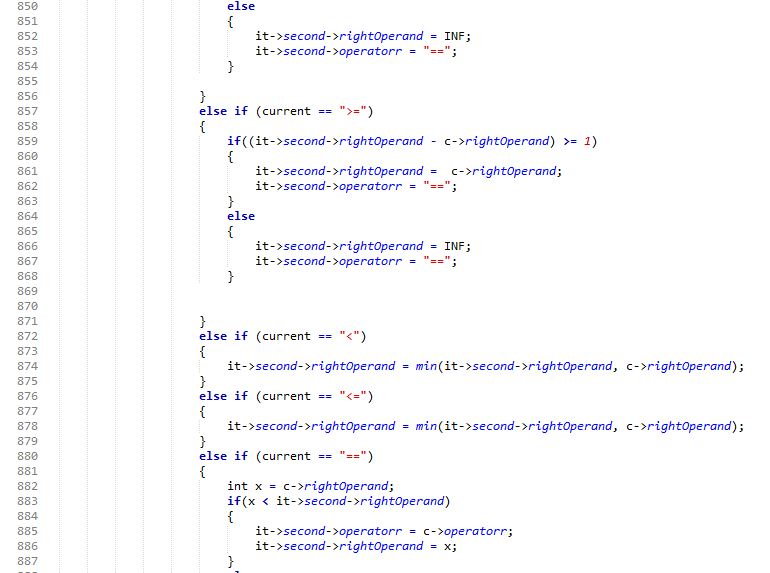 850 else
851 {
852 it->second->rightOperand = INF;
853 it->second->operatorr = "==";
854 }
855
856 }
857 else if (current == ">=")
858 {
859 if((it->second->rightOperand - c->rightOperand) >= 1)
860 {
861 it->second->rightOperand =  c->rightOperand;
862 it->second->operatorr = "==";
863 }
864 else
865 {
866 it->second->rightOperand = INF;
867 it->second->operatorr = "==";
868 }
869
870
871 }
872 else if (current == "<")
873 {
874 it->second->rightOperand = min(it->second->rightOperand, c->rightOperand);
875 }
876 else if (current == "<=")
877 {
878 it->second->rightOperand = min(it->second->rightOperand, c->rightOperand);
879 }
880 else if (current == "==")
881 {
882 int x = c->rightOperand;
883 if(x < it->second->rightOperand)
884 {
885 it->second->operatorr = c->operatorr;
886 it->second->rightOperand = x;
887 }